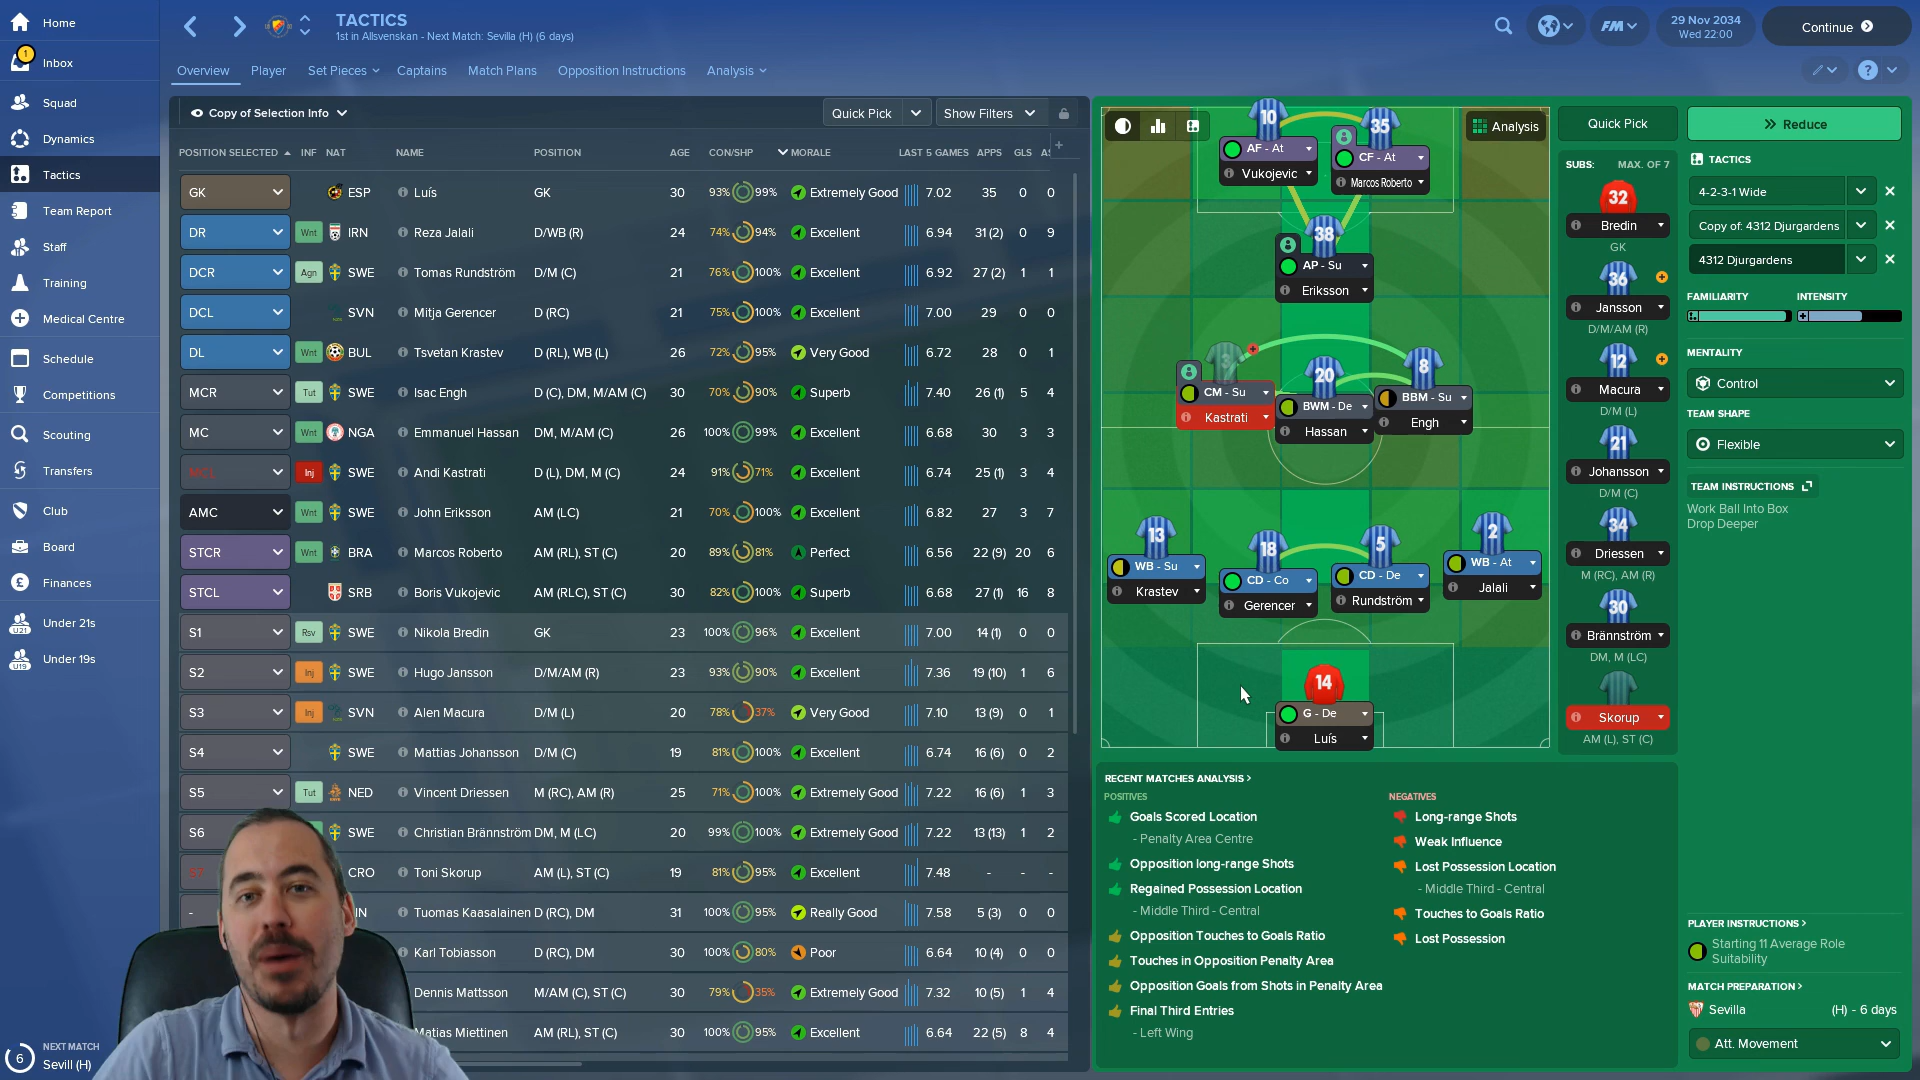 Home
1
Inbox
Squad
Dynamics
Tactics
Team Report
Staff
Training
Medical Centre
Schedule
Competitions
Scouting
Transfers
Club
Board
Finances
U21
Under 21s
U19
Under 19s
6
NEXT MATCH
Sevill (H)
TACTICS
1st in Allsvenskan - Next Match: Sevilla (H) (6 days)
FM
29 Nov 2034
Wed 22:00
Continue
Overview Player Set Pieces Captains Match Plans Opposition Instructions Analysis
?
Copy of Selection Info Quick Pick Show Filters
POSITION SELECTED INF NAT NAME POSITION AGE CON/SHP MORALE LAST 5 GAMES APPS GLS
GK ESP Luís GK 30 93% 99% Extremely Good 7.02 35 0 0
DR Wnt IRN Reza Jalali D/WB (R) 24 74% 94% Excellent 6.94 31 (2) 0 9
DCR Agn SWE Tomas Rundström D/M (C) 21 76% 100% Excellent 6.92 27 (2) 1 1
DCL SVN Mitja Gerencer D (RC) 21 75% 100% Excellent 7.00 29 0 0
DL Wnt BUL Tsvetan Krastev D (RL), WB (L) 26 72% 95% Very Good 6.72 28 0 1
MCR Tut SWE Isac Engh D (C), DM, M/AM (C) 30 70% 90% Superb 7.40 26 (1) 5 4
MC Wnt NGA Emmanuel Hassan DM, M/AM (C) 26 100% 99% Excellent 6.68 30 3 3
MCL Inj SWE Andi Kastrati D (L), DM, M (C) 24 91% 71% Excellent 6.74 25 (1) 3 4
AMC Wnt SWE John Eriksson AM (LC) 21 70% 100% Excellent 6.82 27 3 7
STCR Wnt BRA Marcos Roberto AM (RL), ST (C) 20 89% 81% Perfect 6.56 22 (9) 20 6
STCL SRB Boris Vukojevic AM (RLC), ST (C) 30 82% 100% Superb 6.68 27 (1) 16 8
S1 Rsv SWE Nikola Bredin GK 23 100% 96% Excellent 7.00 14 (1) 0 0
S2 Inj SWE Hugo Jansson D/M/AM (R) 23 93% 90% Excellent 7.36 19 (10) 1 6
S3 Inj SVN Alen Macura D/M (L) 20 78% 37% Very Good 7.10 13 (9) 0 1
S4 SWE Mattias Johansson D/M (C) 19 81% 100% Excellent 6.74 16 (6) 0 2
S5 Tut NED Vincent Driessen M (RC), AM (R) 25 71% 100% Extremely Good 7.22 16 (6) 1 3
S6 SWE Christian Brännström DM, M (LC) 20 99% 100% Extremely Good 7.22 13 (13) 1 2
S7 CRO Toni Skorup AM (L), ST (C) 19 81% 95% Excellent 7.48 - - -
- IN Tuomas Kaasalainen D (RC), DM 31 100% 95% Really Good 7.58 5 (3) 0 0
Karl Tobiasson D (RC), DM 30 100% 80% Poor 6.64 10 (4) 0 0
Dennis Mattsson M/AM (C), ST (C) 30 79% 35% Extremely Good 7.32 10 (5) 1 4
Matias Miettinen AM (RL), ST (C) 30 100% 95% Excellent 6.64 22 (5) 8 4
Analysis
10
AF - At
Vukojevic
35
CF - At
Marcos Roberto
38
AP - Su
Eriksson
3
CM - Su
Kastrati
20
BWM - De
Hassan
8
BBM - Su
Engh
13
WB - Su
Krastev
18
CD - Co
Gerencer
5
CD - De
Rundström
2
WB - At
Jalali
14
G - De
Luís
Quick Pick
SUBS: MAX. OF 7
32
Bredin
GK
36
Jansson
D/M/AM (R)
12
Macura
D/M (L)
21
Johansson
D/M (C)
34
Driessen
M (RC), AM (R)
30
Brännström
DM, M (LC)
Skorup
AM (L), ST (C)
Reduce
TACTICS
4-2-3-1 Wide
Copy of: 4312 Djurgardens
4312 Djurgardens
FAMILIARITY INTENSITY
MENTALITY
Control
TEAM SHAPE
Flexible
TEAM INSTRUCTIONS
Work Ball Into Box
Drop Deeper
PLAYER INSTRUCTIONS >
Starting 11 Average Role
Suitability
MATCH PREPARATION >
Sevilla (H) - 6 days
Att. Movement
RECENT MATCHES ANALYSIS >
POSITIVES
Goals Scored Location
- Penalty Area Centre
Opposition long-range Shots
Regained Possession Location
- Middle Third - Central
Opposition Touches to Goals Ratio
Touches in Opposition Penalty Area
Opposition Goals from Shots in Penalty Area
Final Third Entries
- Left Wing
NEGATIVES
Long-range Shots
Weak Influence
Lost Possession Location
- Middle Third - Central
Touches to Goals Ratio
Lost Possession